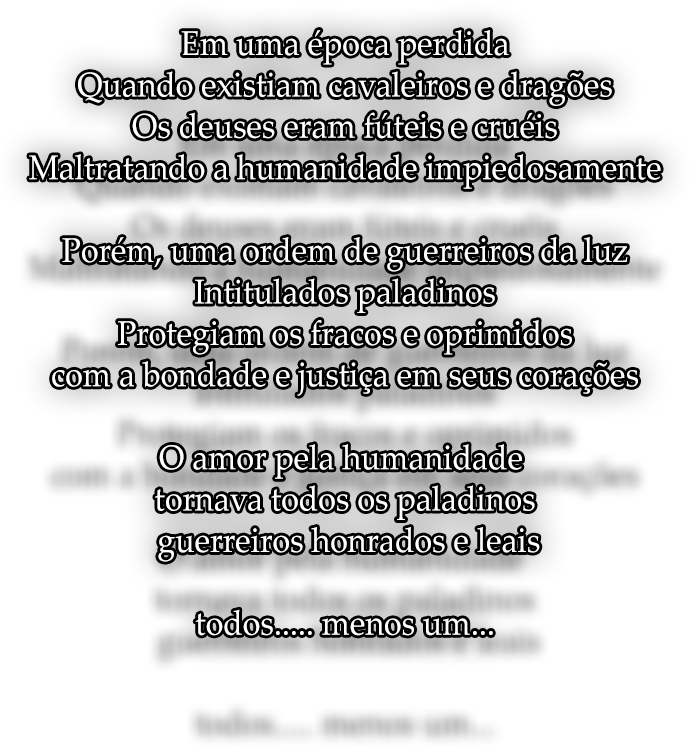 Em uma época perdida
Quando existiam cavaleiros e dragões
Os deuses eram fúteis e cruéis
Maltratando a humanidade impiedosamente
Porém, uma ordem de guerreiros da luz
Intitulados paladinos
Protegiam os fracos e oprimidos
com a bondade e justiça em seus corações
O amor pela humanidade
tornava todos os paladinos
guerreiros honrados e leais
todos..... menos um...